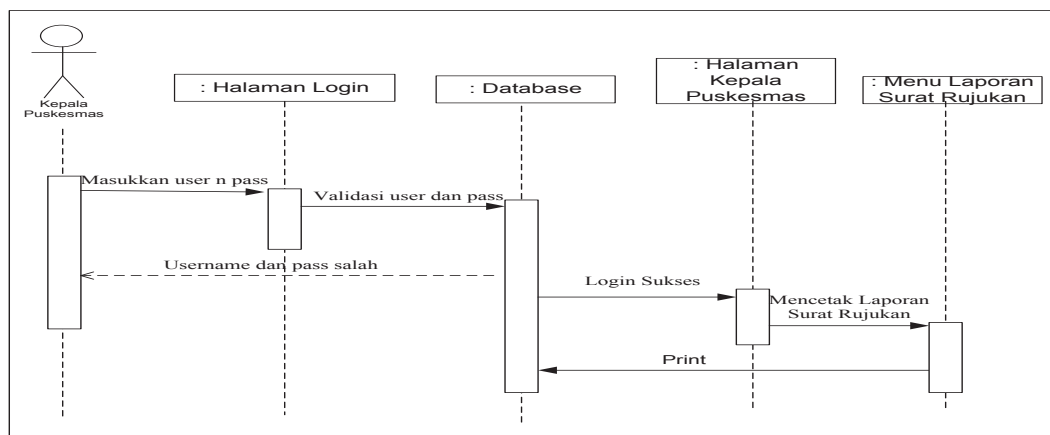 Kepala
Puskesmas
: Halaman Login
: Database
: Halaman
Kepala
Puskesmas
: Menu Laporan
Surat Rujukan
Masukkan user n pass
Validasi user dan pass
Username dan pass salah
Login Sukses
Mencetak Laporan
Surat Rujukan
Print